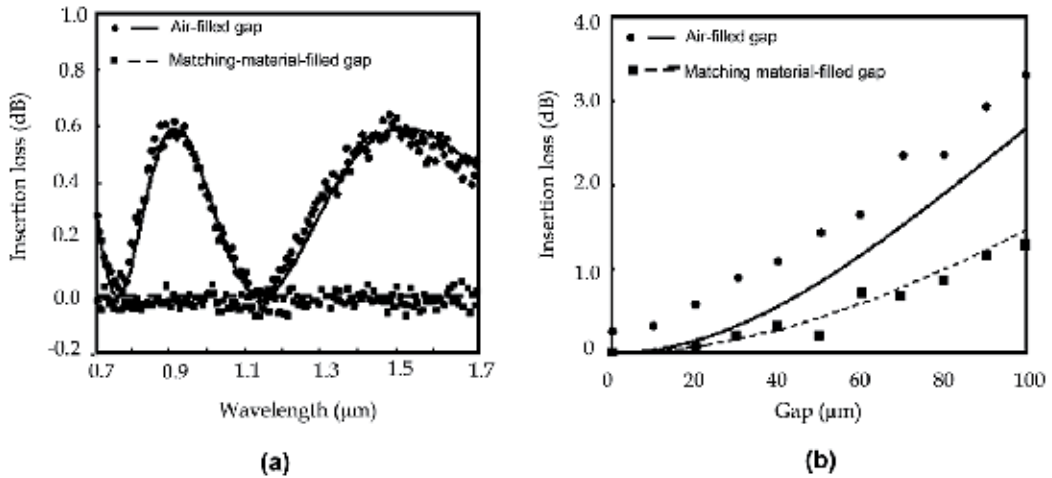 1.0
0.8
0.6
0.4
0.2
0.0
-0.2
Insertion loss (dB)
Air-filled gap
Matching-material-filled gap
0.7 0.9 1.1 1.3 1.5 1.7
Wavelength (μm)
(a)
4.0
3.0
2.0
1.0
0
Insertion loss (dB)
Air-filled gap
Matching material-filled gap
0 20 40 60 80 100
Gap (μm)
(b)